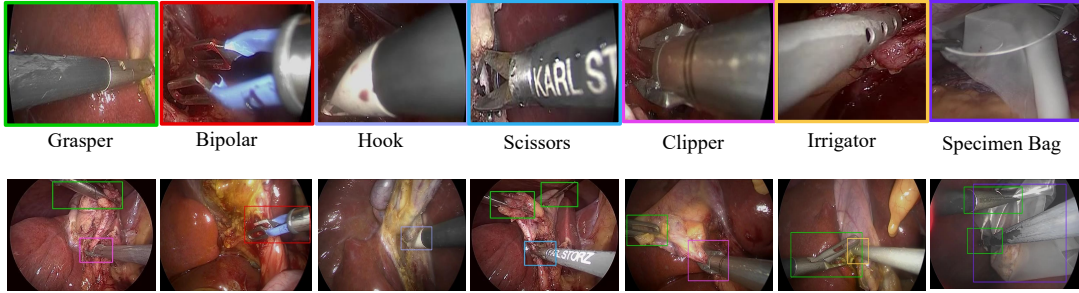 KARL ST
Grasper
Bipolar
Hook
Scissors
Clipper
Irrigator
Specimen Bag
KARL STORZ